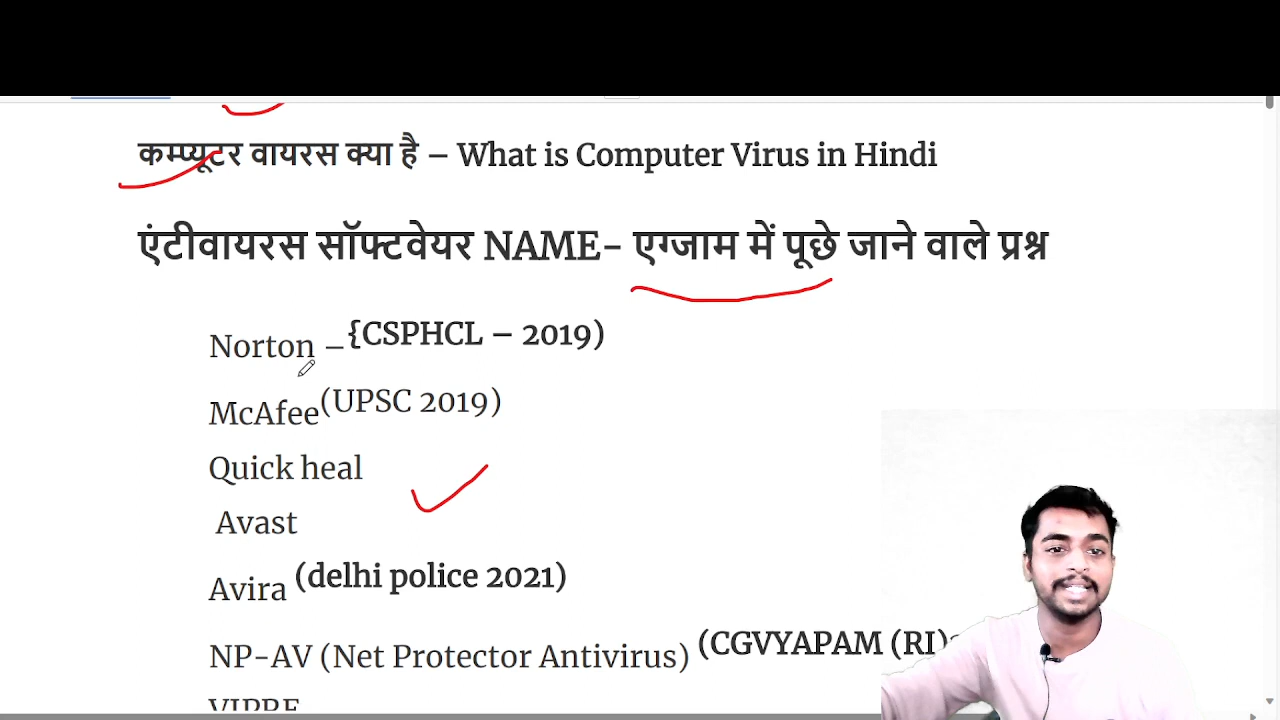 कम्प्यूटर वायरस क्या है – What is Computer Virus in Hindi
एंटीवायरस सॉफ्टवेयर NAME- एग्जाम में पूछे जाने वाले प्रश्न
Norton –{CSPHCL – 2019)
McAfee(UPSC 2019)
Quick heal
Avast
Avira (delhi police 2021)
NP-AV (Net Protector Antivirus) (CGVYAPAM (RI)
VIPRE